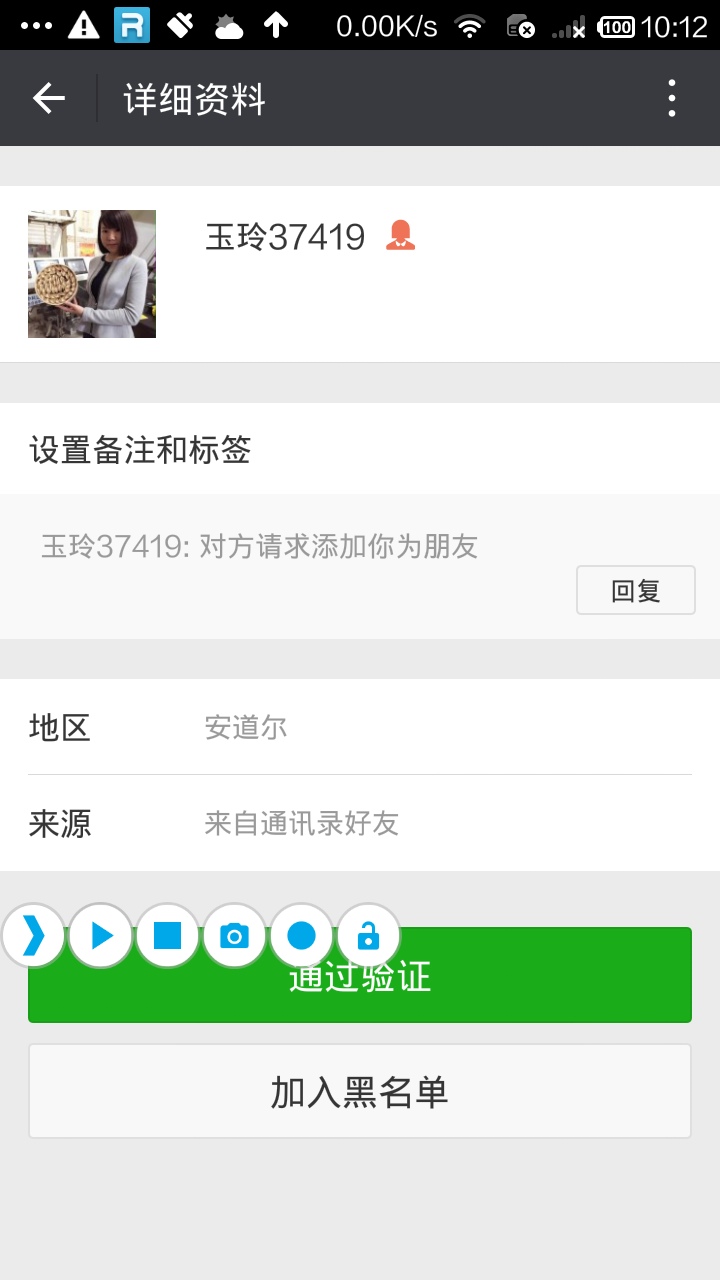 0.00K/s 100 10:12
详细资料
玉玲37419
设置备注和标签
玉玲37419: 对方请求添加你为朋友
回复
地区 安道尔
来源 来自通讯录好友
通过验证
加入黑名单